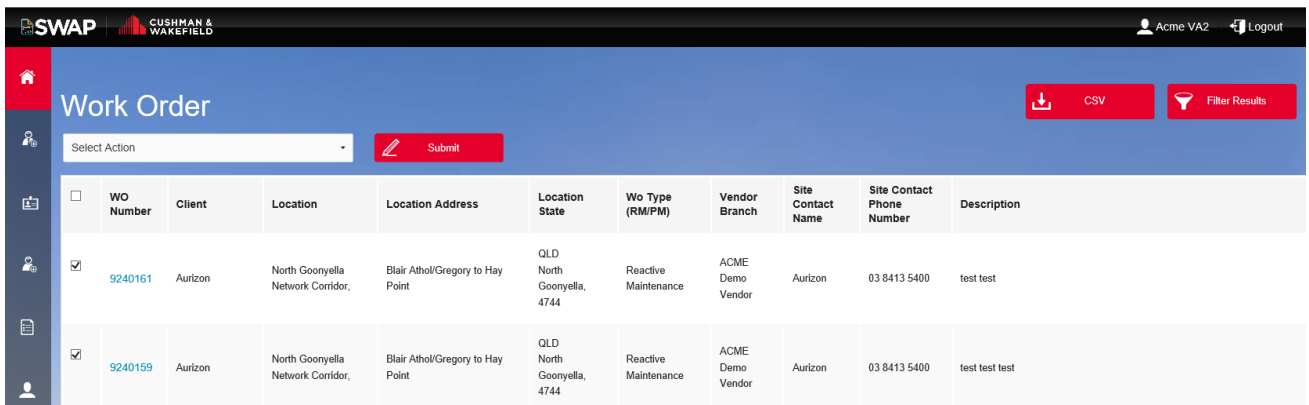 SWAP CUSHMAN & WAKEFIELD Acme VA2 Logout
Work Order
CSV Filter Results
Select Action Submit
WO Number Client Location Location Address Location State Wo Type (RM/PM) Vendor Branch Site Contact Name Site Contact Phone Number Description
9240161 Aurizon North Goonyella Network Corridor, Blair Athol/Gregory to Hay Point QLD North Goonyella, 4744 Reactive Maintenance ACME Demo Vendor Aurizon 03 8413 5400 test test
9240159 Aurizon North Goonyella Network Corridor, Blair Athol/Gregory to Hay Point QLD North Goonyella, 4744 Reactive Maintenance ACME Demo Vendor Aurizon 03 8413 5400 test test test